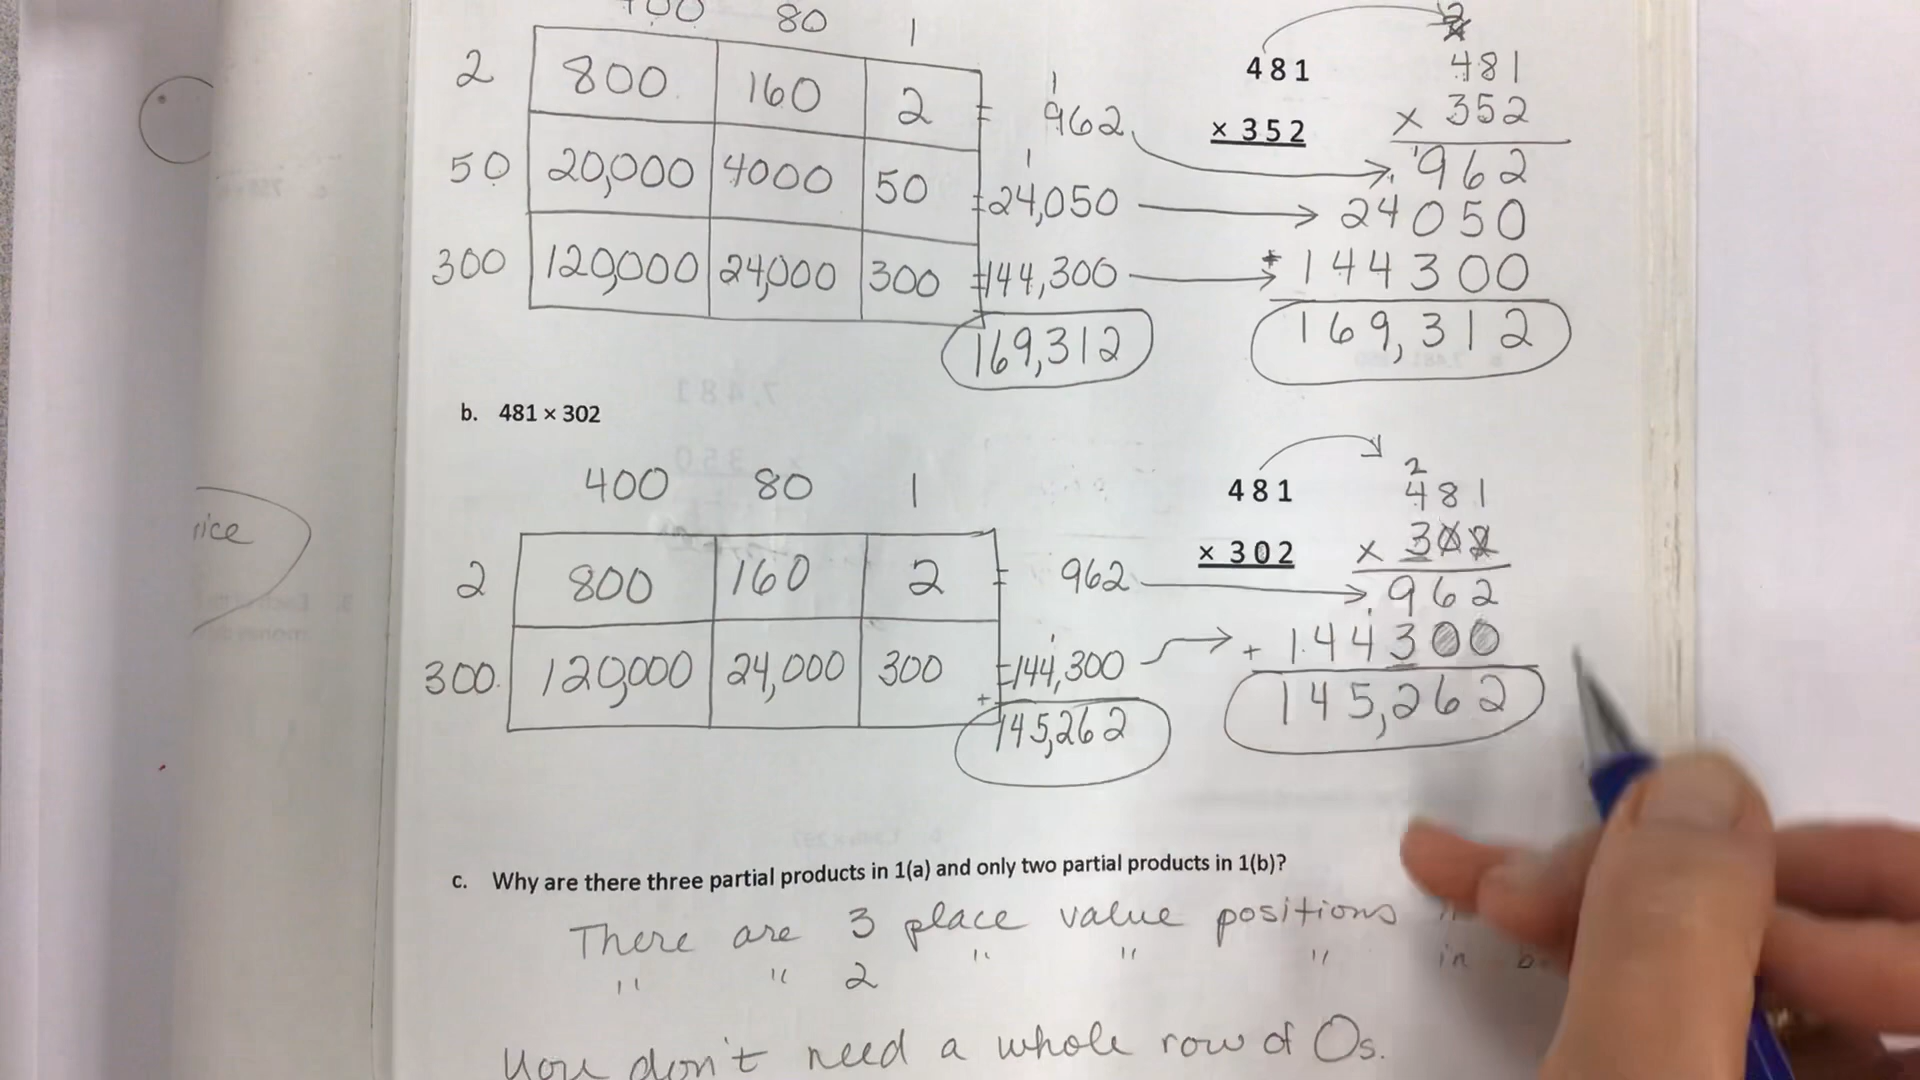 400 80 1
2 800 160 2 = 962
50 20,000 4000 50 = 24,050
300 120,000 24,000 300 = 144,300
169,312
481
× 352
2
481
× 352
962
24050
+ 144300
169,312
b. 481 × 302
400 80 1
2 800 160 2 = 962
300 120,000 24,000 300 = 144,300
+
145,262
481
× 302
2
481
× 302
962
+ 144300
145,262
c. Why are there three partial products in 1(a) and only two partial products in 1(b)?
There are 3 place value positions
" " 2 " " " in b.
You don't need a whole row of 0s.
rice